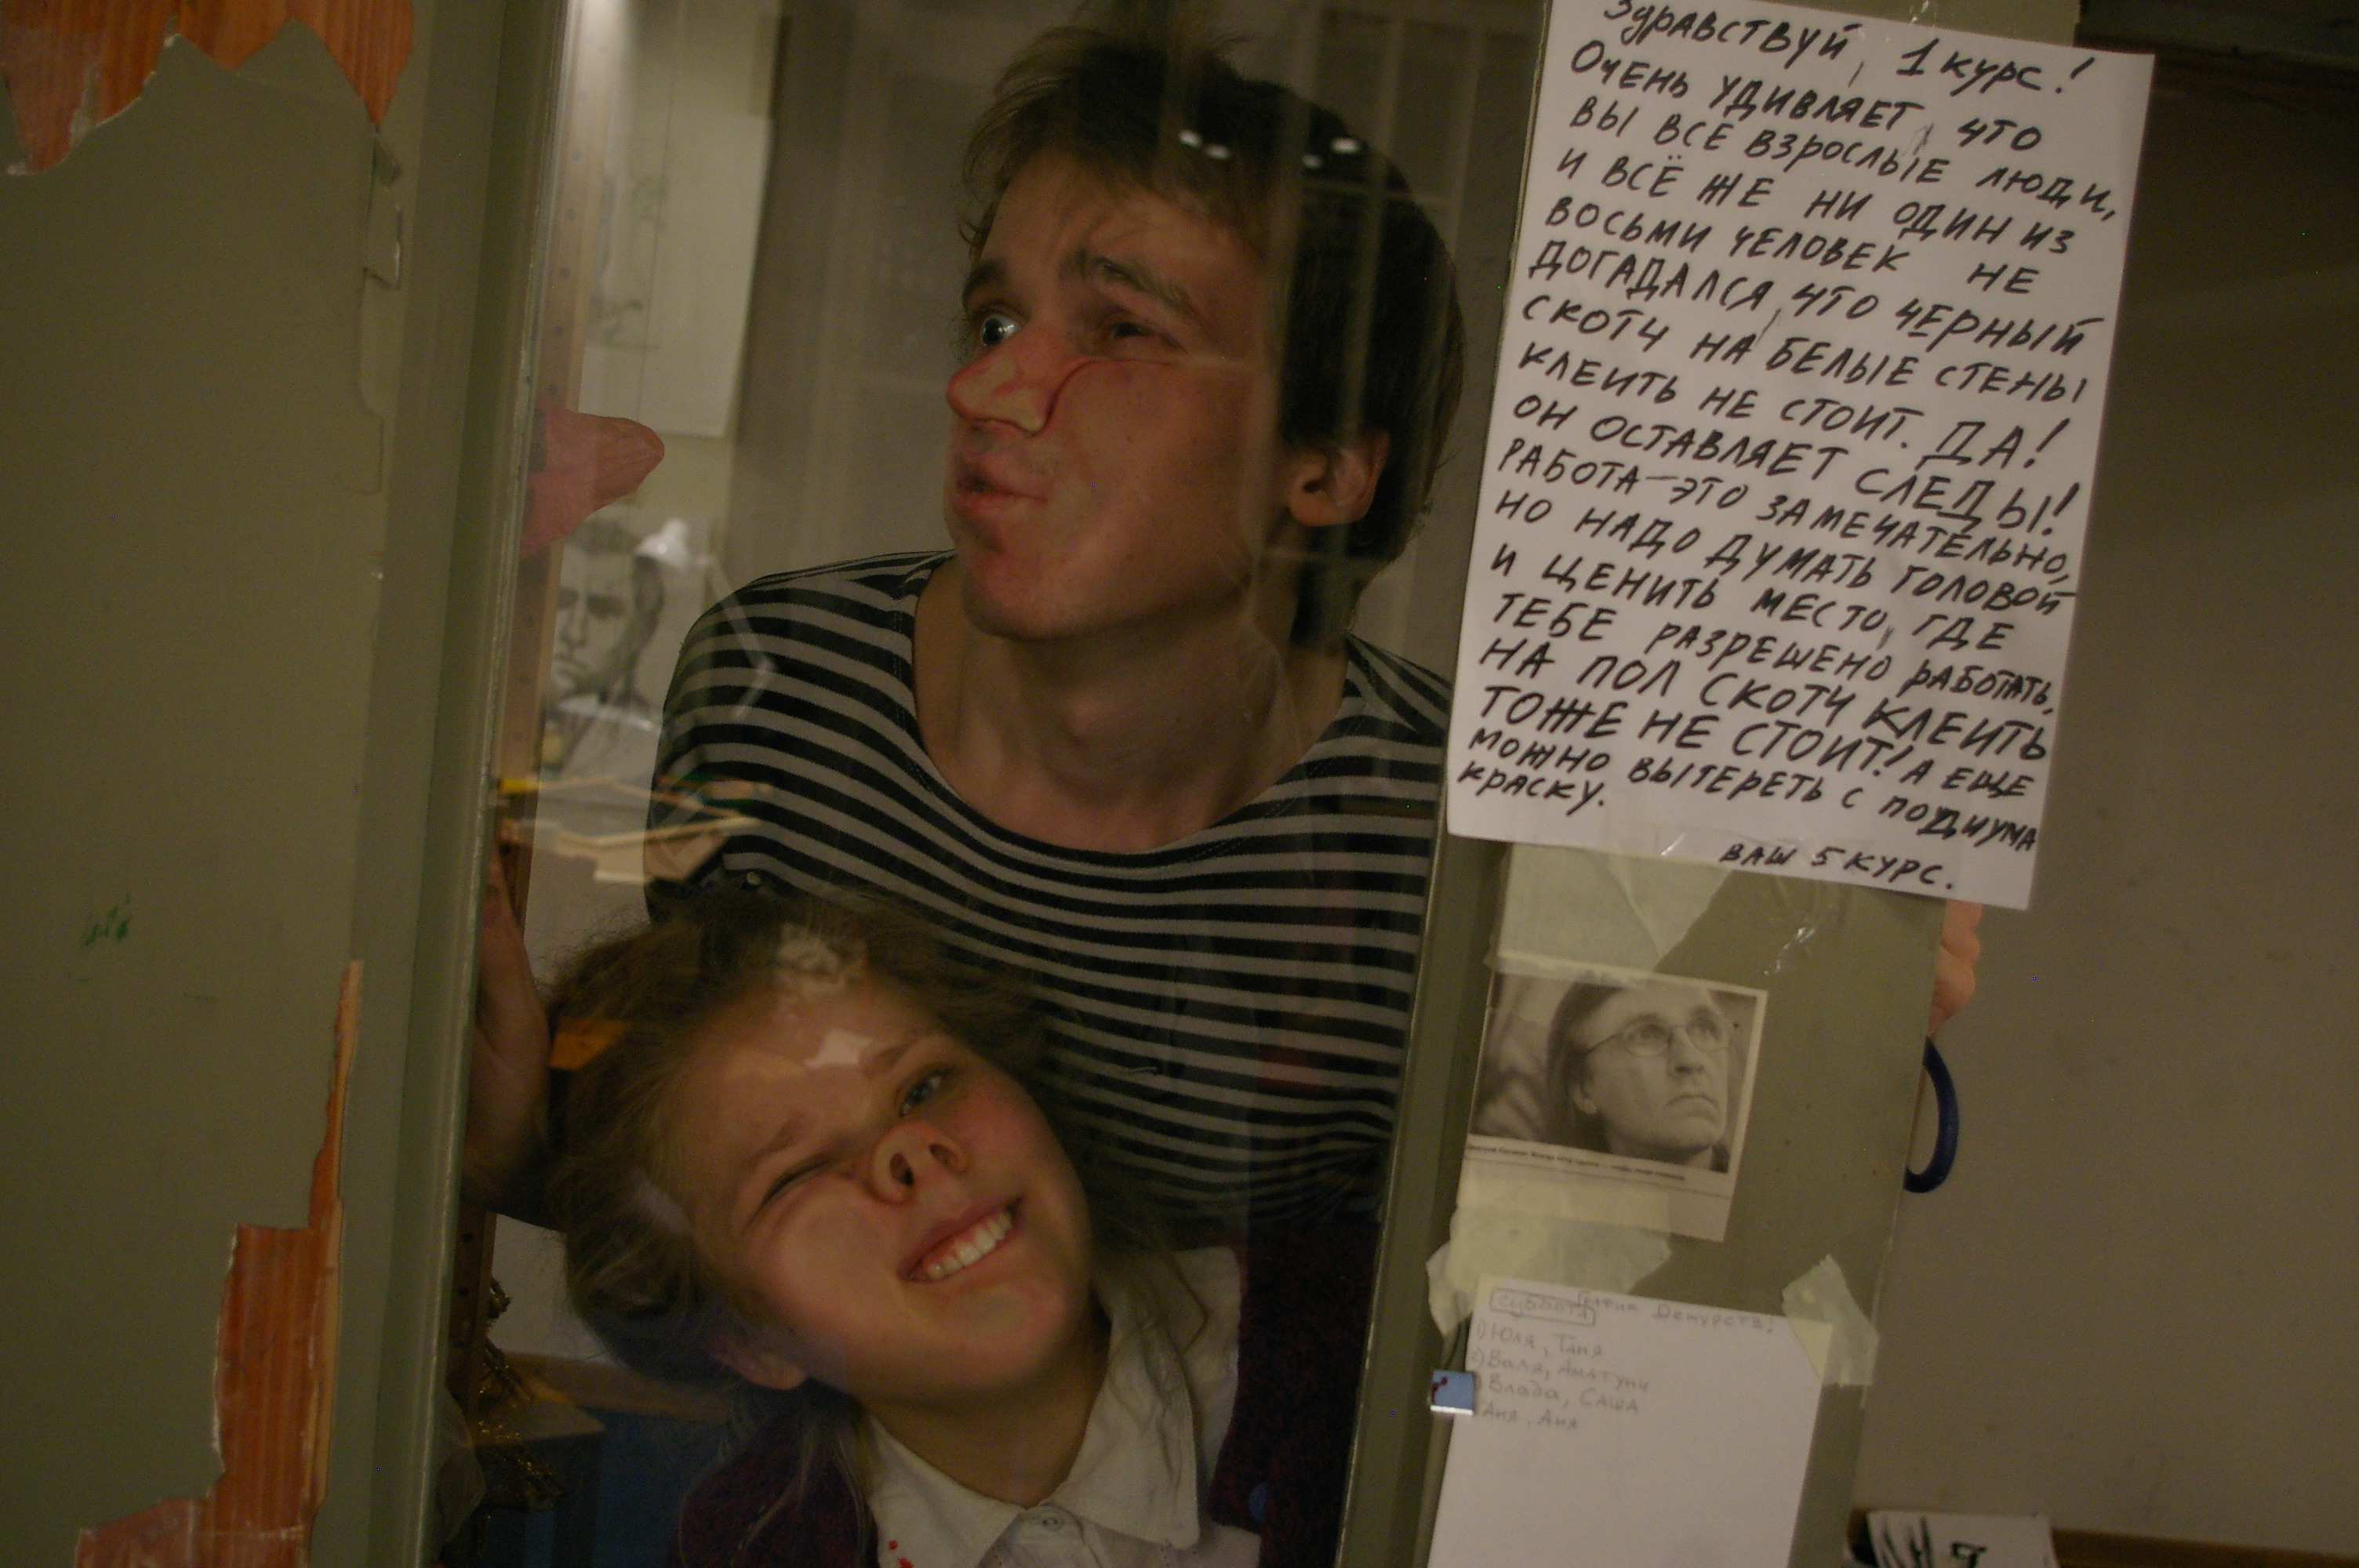 Здравствуй, 1 курс!
Очень удивляет, что
вы все взрослые люди,
и всё же ни один из
восьми человек не
догадался, что черный
скотч на белые стены
клеить не стоит. Да!
Он оставляет следы!
Работа – это замечательно,
но надо думать головой
и ценить место, где
тебе разрешено работать.
На пол скотч клеить
тоже не стоит! А еще
можно вытереть с подиума
краску.
Ваш 5 курс.
суббота Дежурств!
1) Юля, Таня
2) Валя, Аматуни
Влада, Саша
Аня, Аня